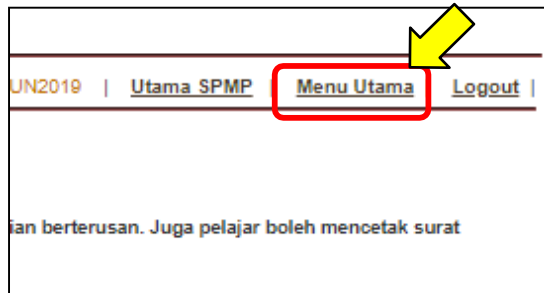 UN2019 | Utama SPMP | Menu Utama Logout |
ian berterusan. Juga pelajar boleh mencetak surat